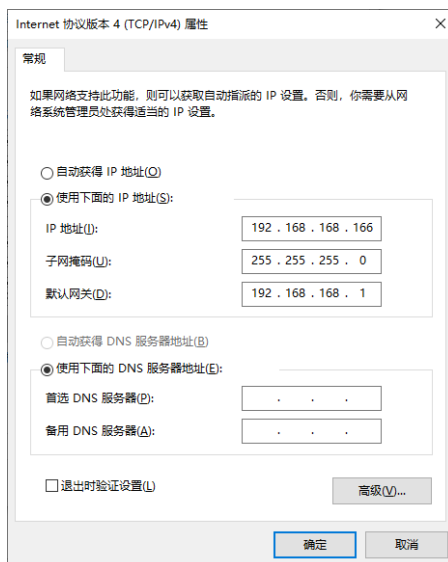 Internet 协议版本 4 (TCP/IPv4) 属性
常规
如果网络支持此功能，则可以获取自动指派的 IP 设置。否则，你需要从网
络系统管理员处获得适当的 IP 设置。
自动获得 IP 地址(O)
使用下面的 IP 地址(S):
IP 地址(I): 192 . 168 . 168 . 166
子网掩码(U): 255 . 255 . 255 . 0
默认网关(D): 192 . 168 . 168 . 1
自动获得 DNS 服务器地址(B)
使用下面的 DNS 服务器地址(E):
首选 DNS 服务器(P): . . .
备用 DNS 服务器(A): . . .
退出时验证设置(L)
高级(V)...
确定 取消